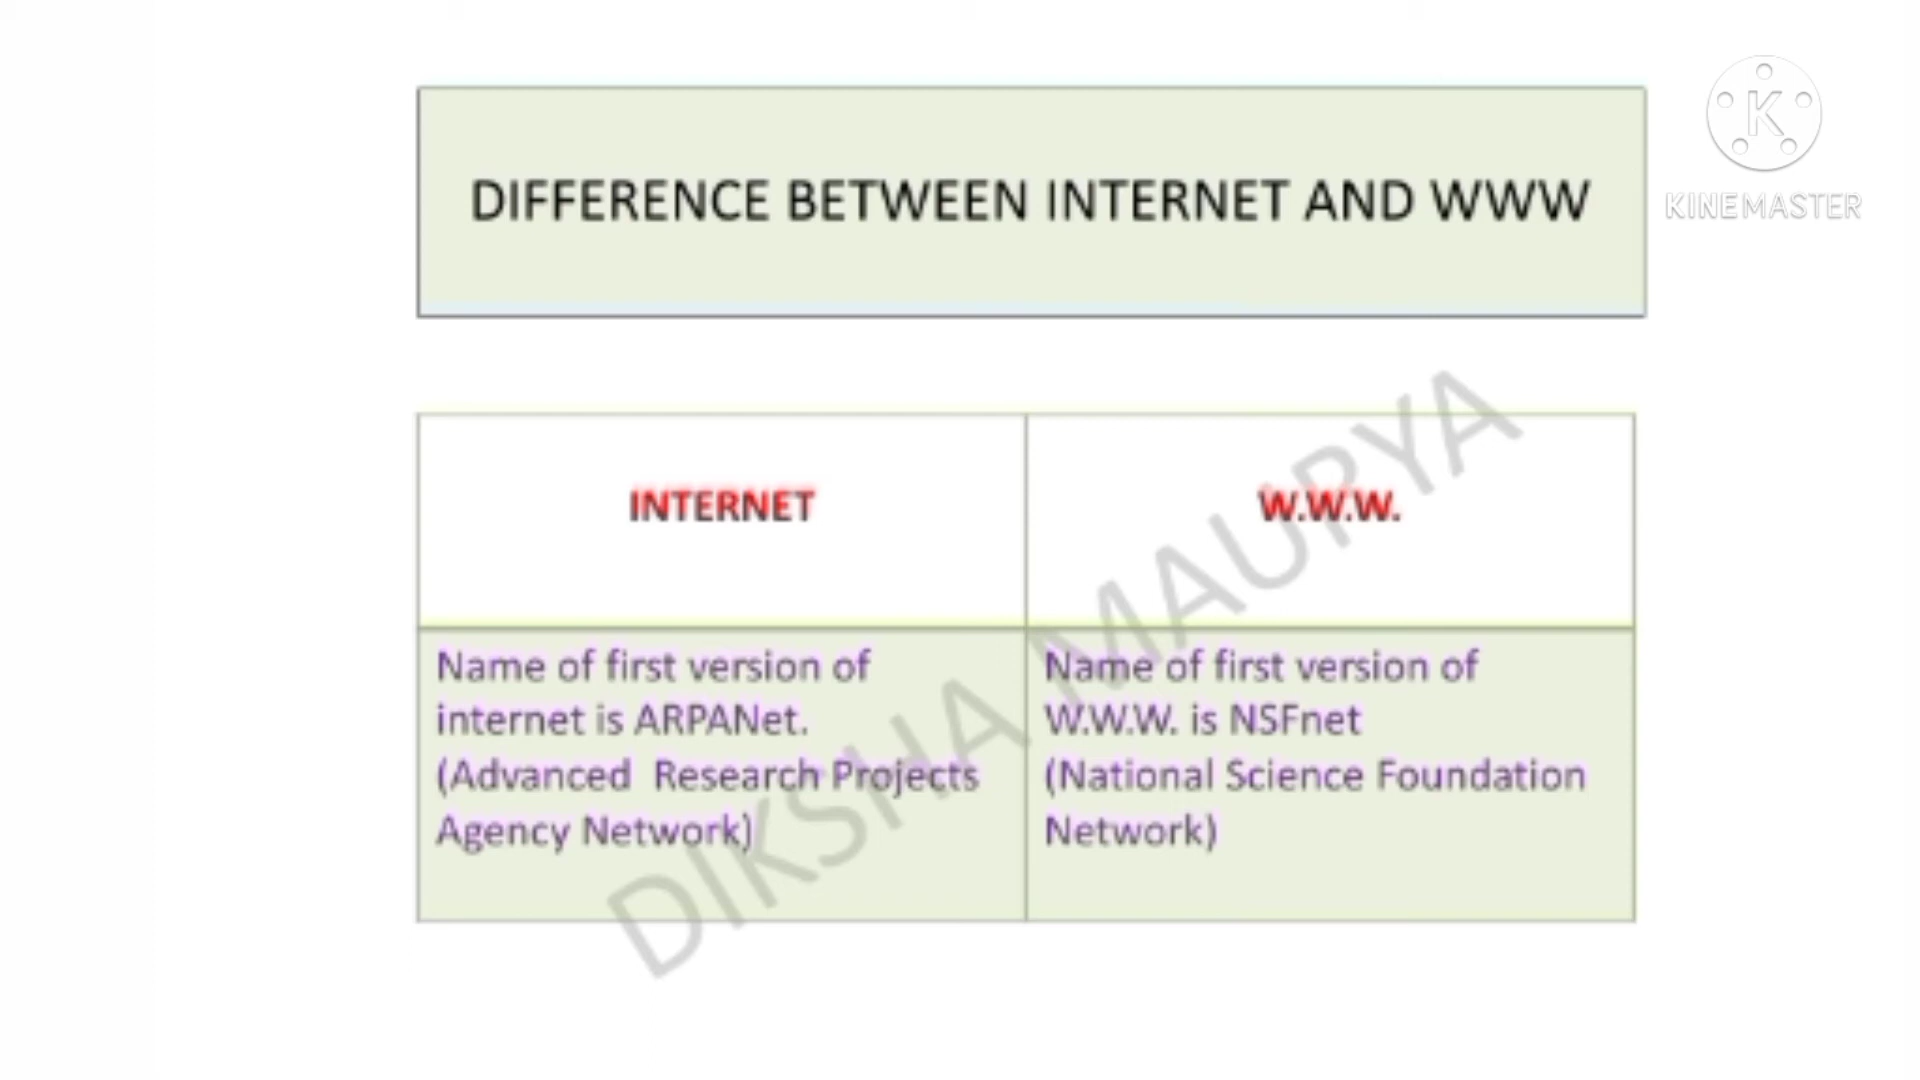 DIFFERENCE BETWEEN INTERNET AND WWW
K
KINEMASTER
INTERNET
W.W.W.
Name of first version of
internet is ARPANet.
(Advanced Research Projects
Agency Network)
Name of first version of
W.W.W. is NSFnet
(National Science Foundation
Network)
DIKSHA MAURYA